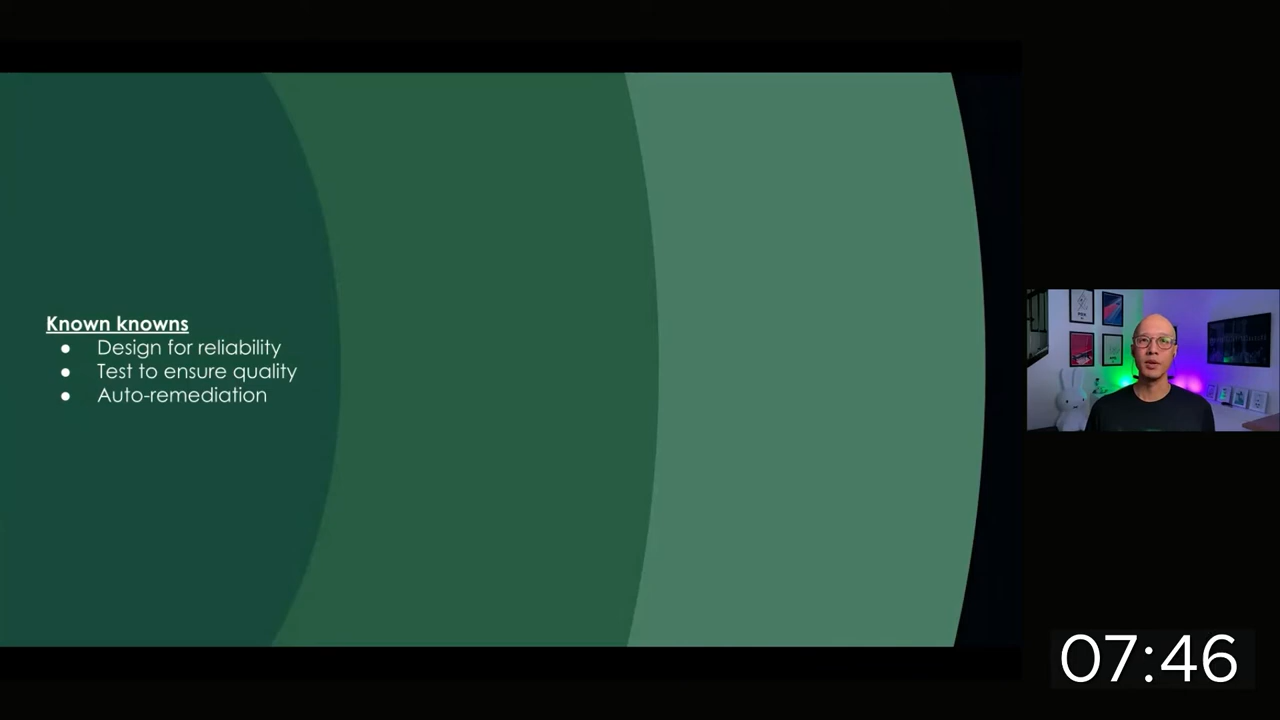 Known knowns
● Design for reliability
● Test to ensure quality
● Auto-remediation
07:46